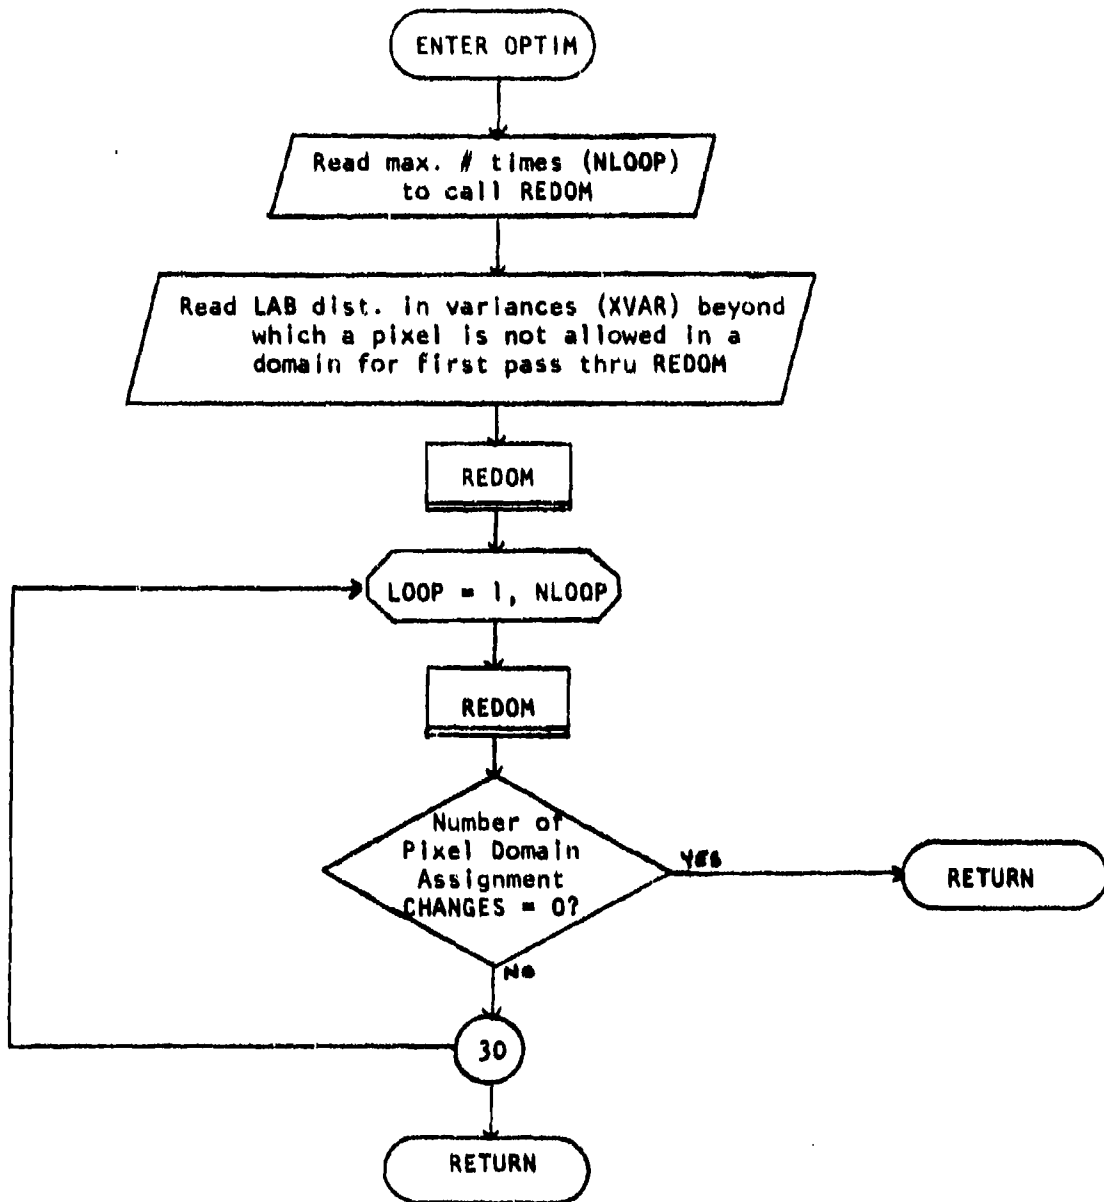 ENTER OPTIM
Read max. # times (NLOOP)
to call REDOM
Read LAB dist. in variances (XVAR) beyond
which a pixel is not allowed in a
domain for first pass thru REDOM
REDOM
LOOP = 1, NLOOP
REDOM
Number of
Pixel Domain
Assignment
CHANGES = 0?
YES
RETURN
NO
30
RETURN